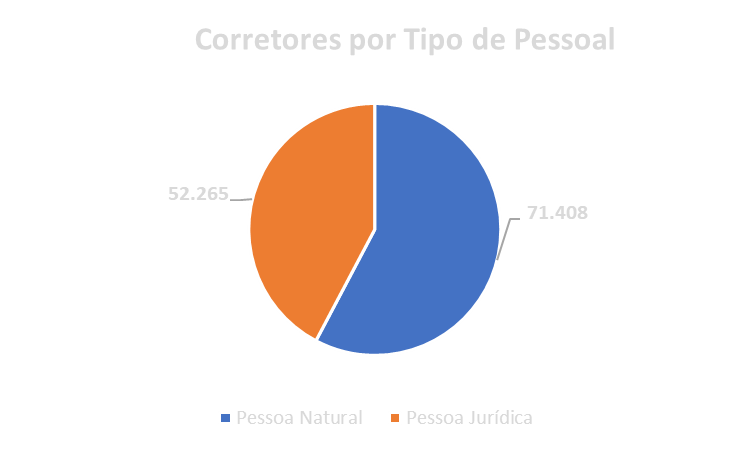 Corretores por Tipo de Pessoal
52.265
71.408
Pessoa Natural
Pessoa Jurídica